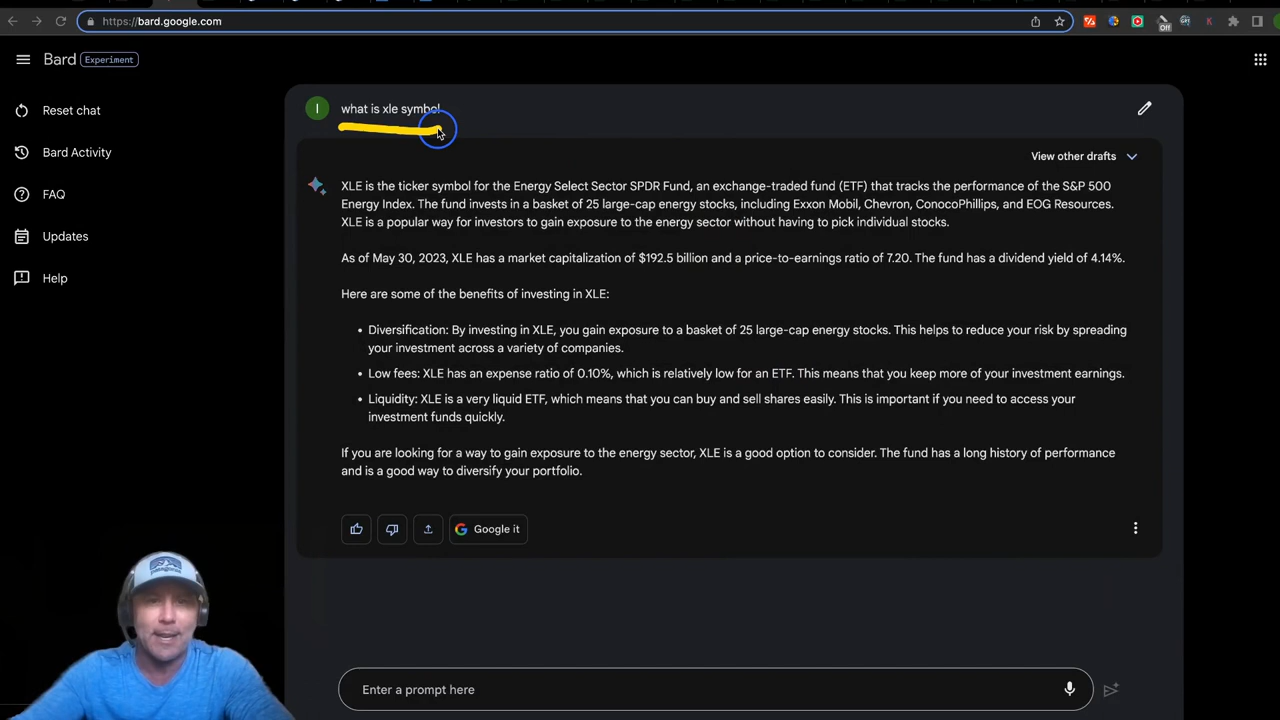 https://bard.google.com
Off
Bard Experiment
Reset chat
Bard Activity
FAQ
Updates
Help
I
what is xle symbol
View other drafts
XLE is the ticker symbol for the Energy Select Sector SPDR Fund, an exchange-traded fund (ETF) that tracks the performance of the S&P 500
Energy Index. The fund invests in a basket of 25 large-cap energy stocks, including Exxon Mobil, Chevron, ConocoPhillips, and EOG Resources.
XLE is a popular way for investors to gain exposure to the energy sector without having to pick individual stocks.
As of May 30, 2023, XLE has a market capitalization of $192.5 billion and a price-to-earnings ratio of 7.20. The fund has a dividend yield of 4.14%.
Here are some of the benefits of investing in XLE:
• Diversification: By investing in XLE, you gain exposure to a basket of 25 large-cap energy stocks. This helps to reduce your risk by spreading
your investment across a variety of companies.
• Low fees: XLE has an expense ratio of 0.10%, which is relatively low for an ETF. This means that you keep more of your investment earnings.
• Liquidity: XLE is a very liquid ETF, which means that you can buy and sell shares easily. This is important if you need to access your
investment funds quickly.
If you are looking for a way to gain exposure to the energy sector, XLE is a good option to consider. The fund has a long history of performance
and is a good way to diversify your portfolio.
Google it
Enter a prompt here